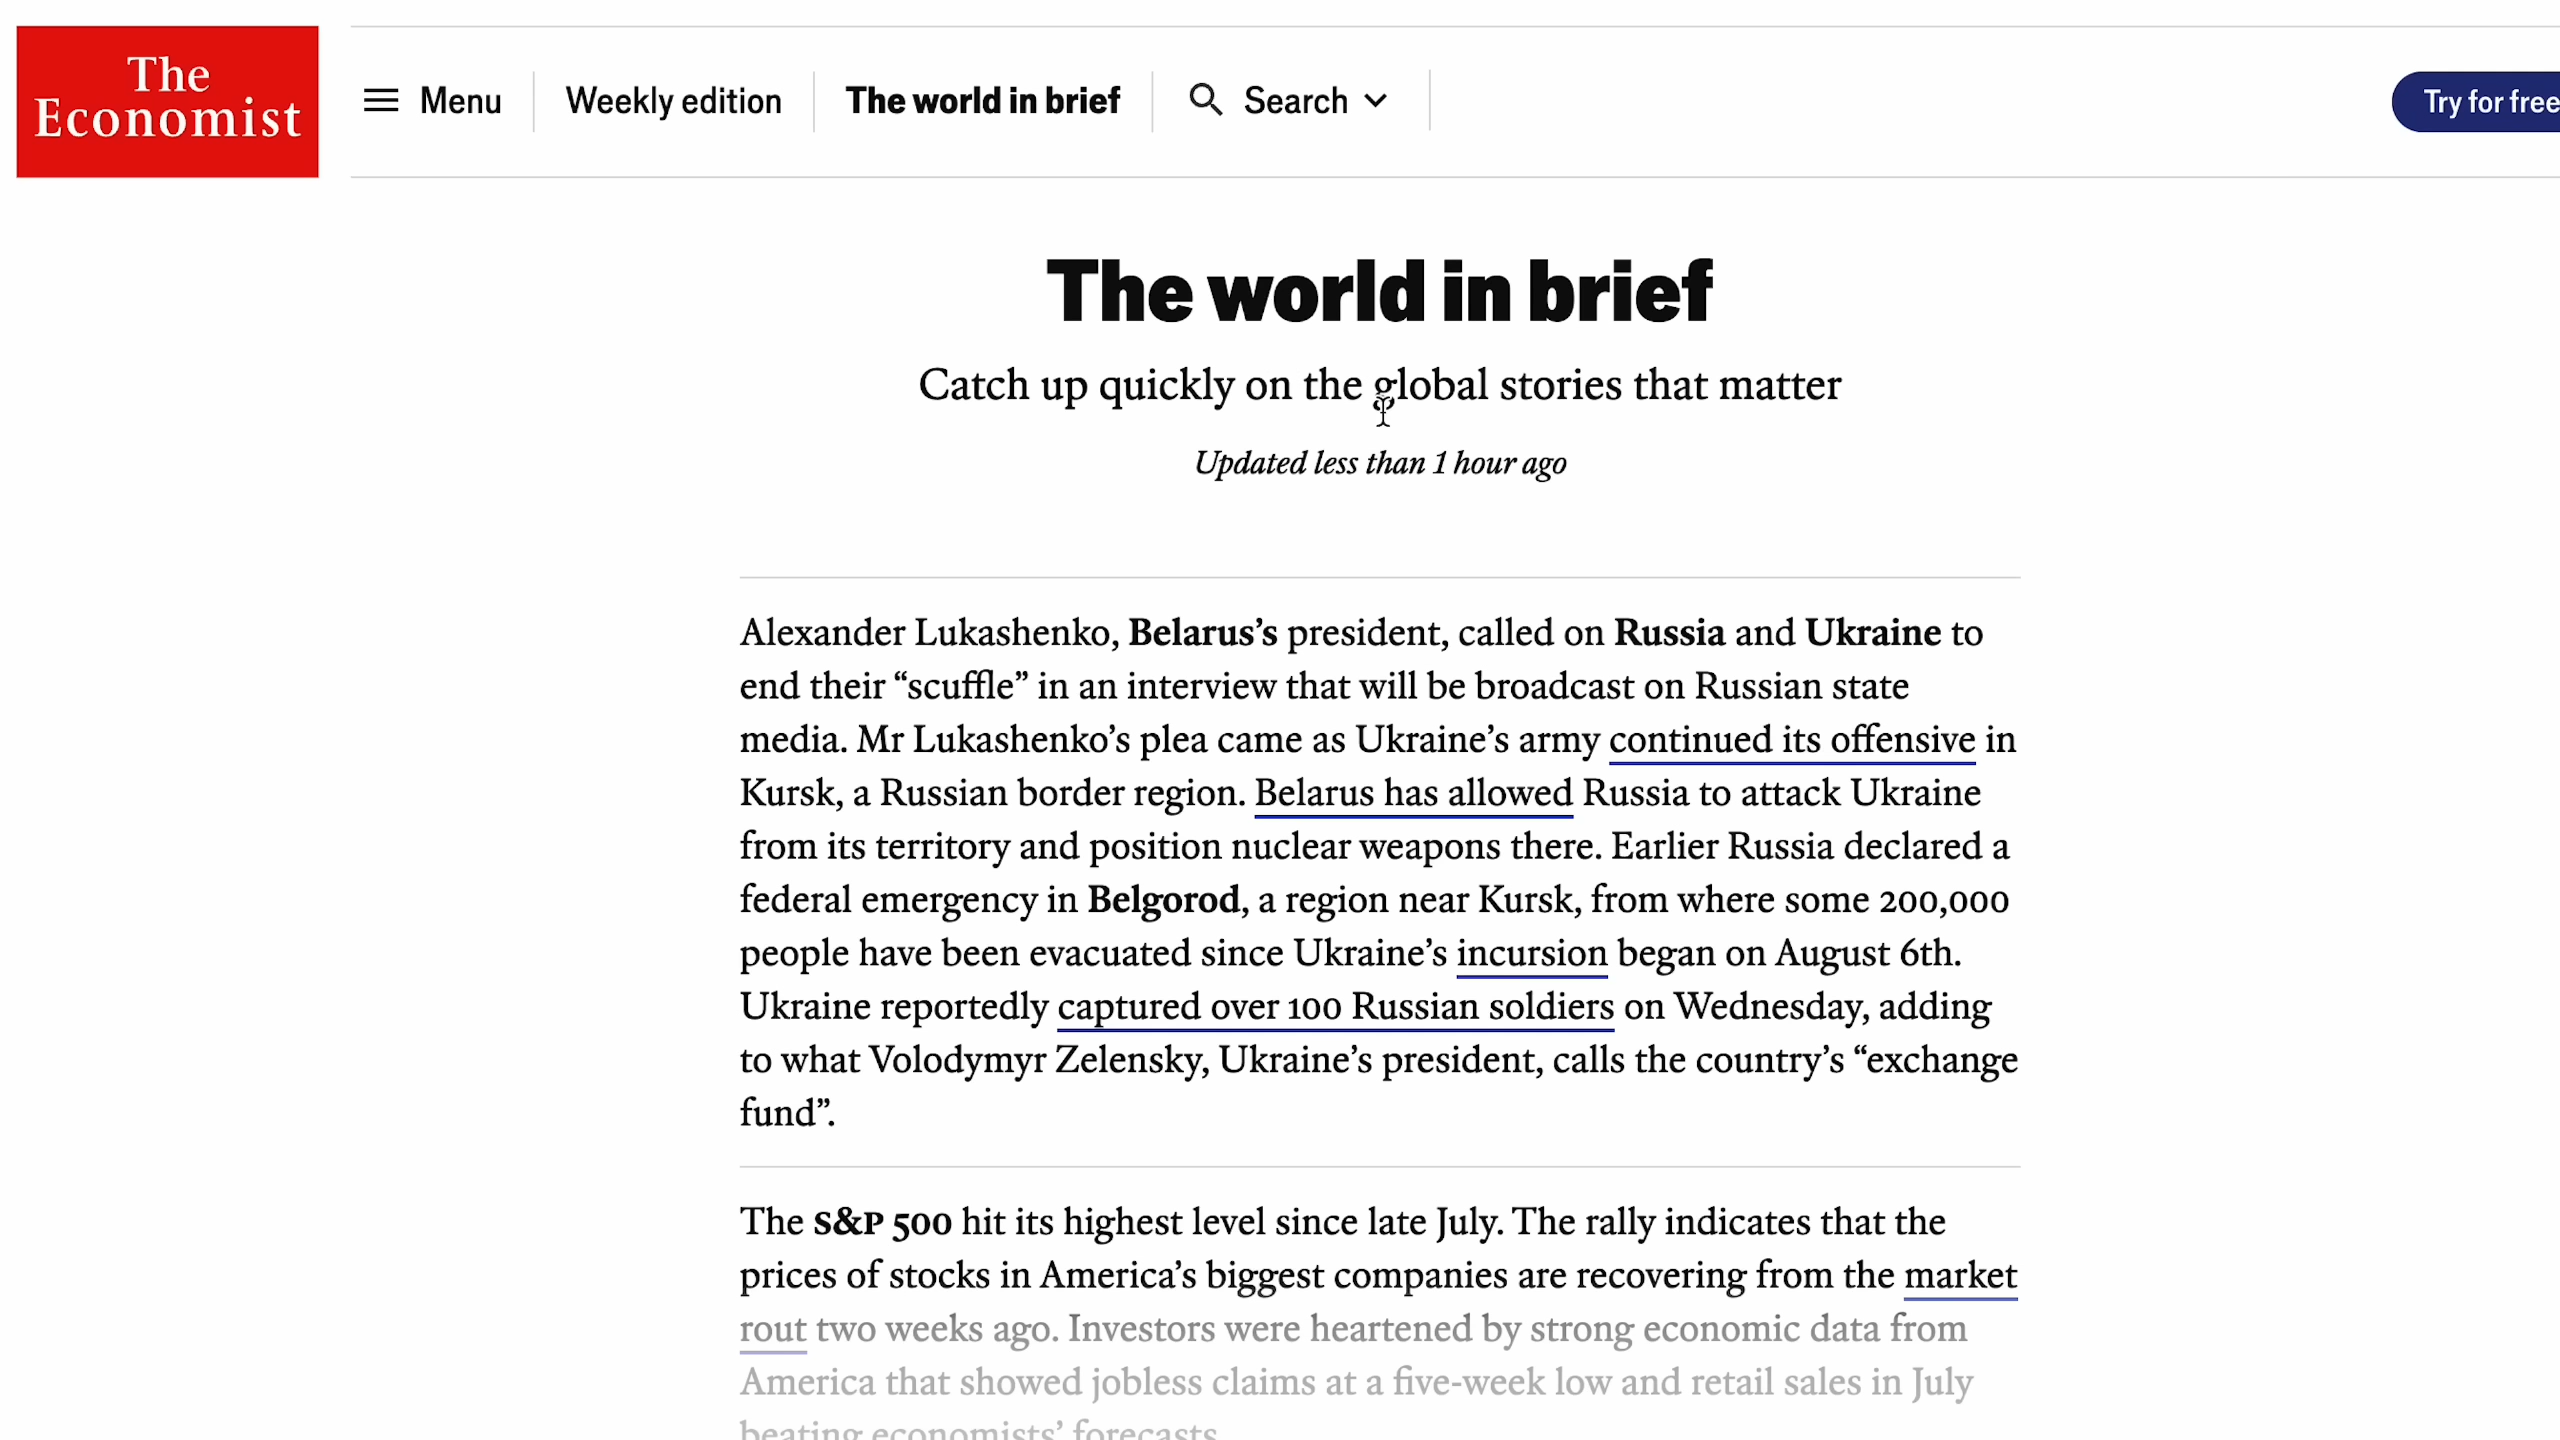 The
Economist
Menu
Weekly edition
The world in brief
Search
Try for free
The world in brief
Catch up quickly on the global stories that matter
Updated less than 1 hour ago
Alexander Lukashenko, Belarus’s president, called on Russia and Ukraine to
end their “scuffle” in an interview that will be broadcast on Russian state
media. Mr Lukashenko’s plea came as Ukraine’s army continued its offensive in
Kursk, a Russian border region. Belarus has allowed Russia to attack Ukraine
from its territory and position nuclear weapons there. Earlier Russia declared a
federal emergency in Belgorod, a region near Kursk, from where some 200,000
people have been evacuated since Ukraine’s incursion began on August 6th.
Ukraine reportedly captured over 100 Russian soldiers on Wednesday, adding
to what Volodymyr Zelensky, Ukraine’s president, calls the country’s “exchange
fund”.
The S&P 500 hit its highest level since late July. The rally indicates that the
prices of stocks in America’s biggest companies are recovering from the market
rout two weeks ago. Investors were heartened by strong economic data from
America that showed jobless claims at a five-week low and retail sales in July
beating economists’ forecasts